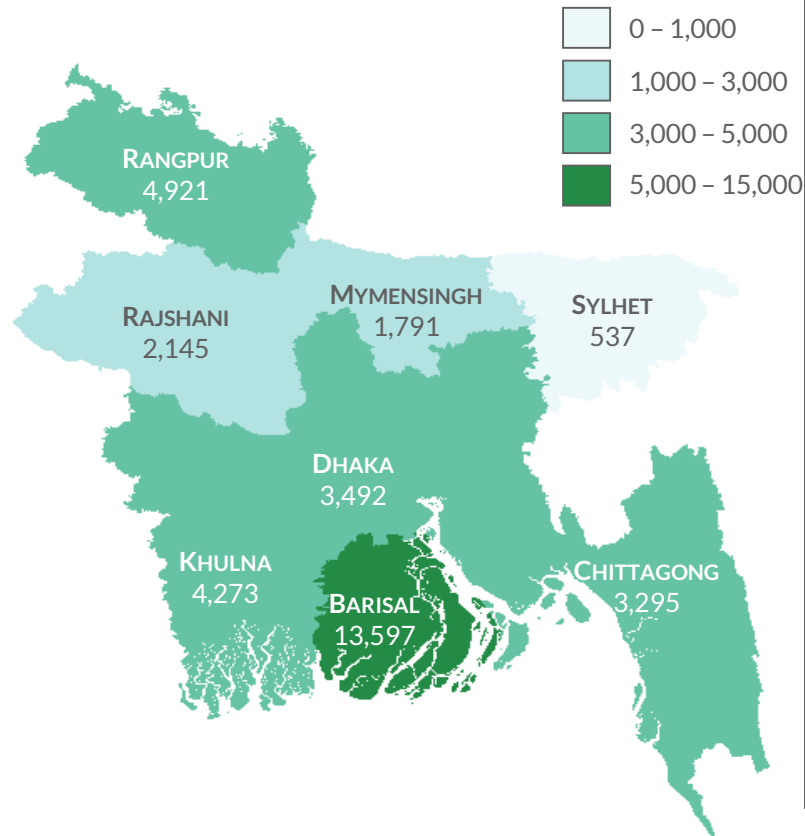 0 – 1,000
1,000 – 3,000
3,000 – 5,000
5,000 – 15,000
RANGPUR
4,921
MYMENSINGH
1,791
SYLHET
537
RAJSHANI
2,145
DHAKA
3,492
KHULNA
4,273
CHITTAGONG
3,295
BARISAL
13,597